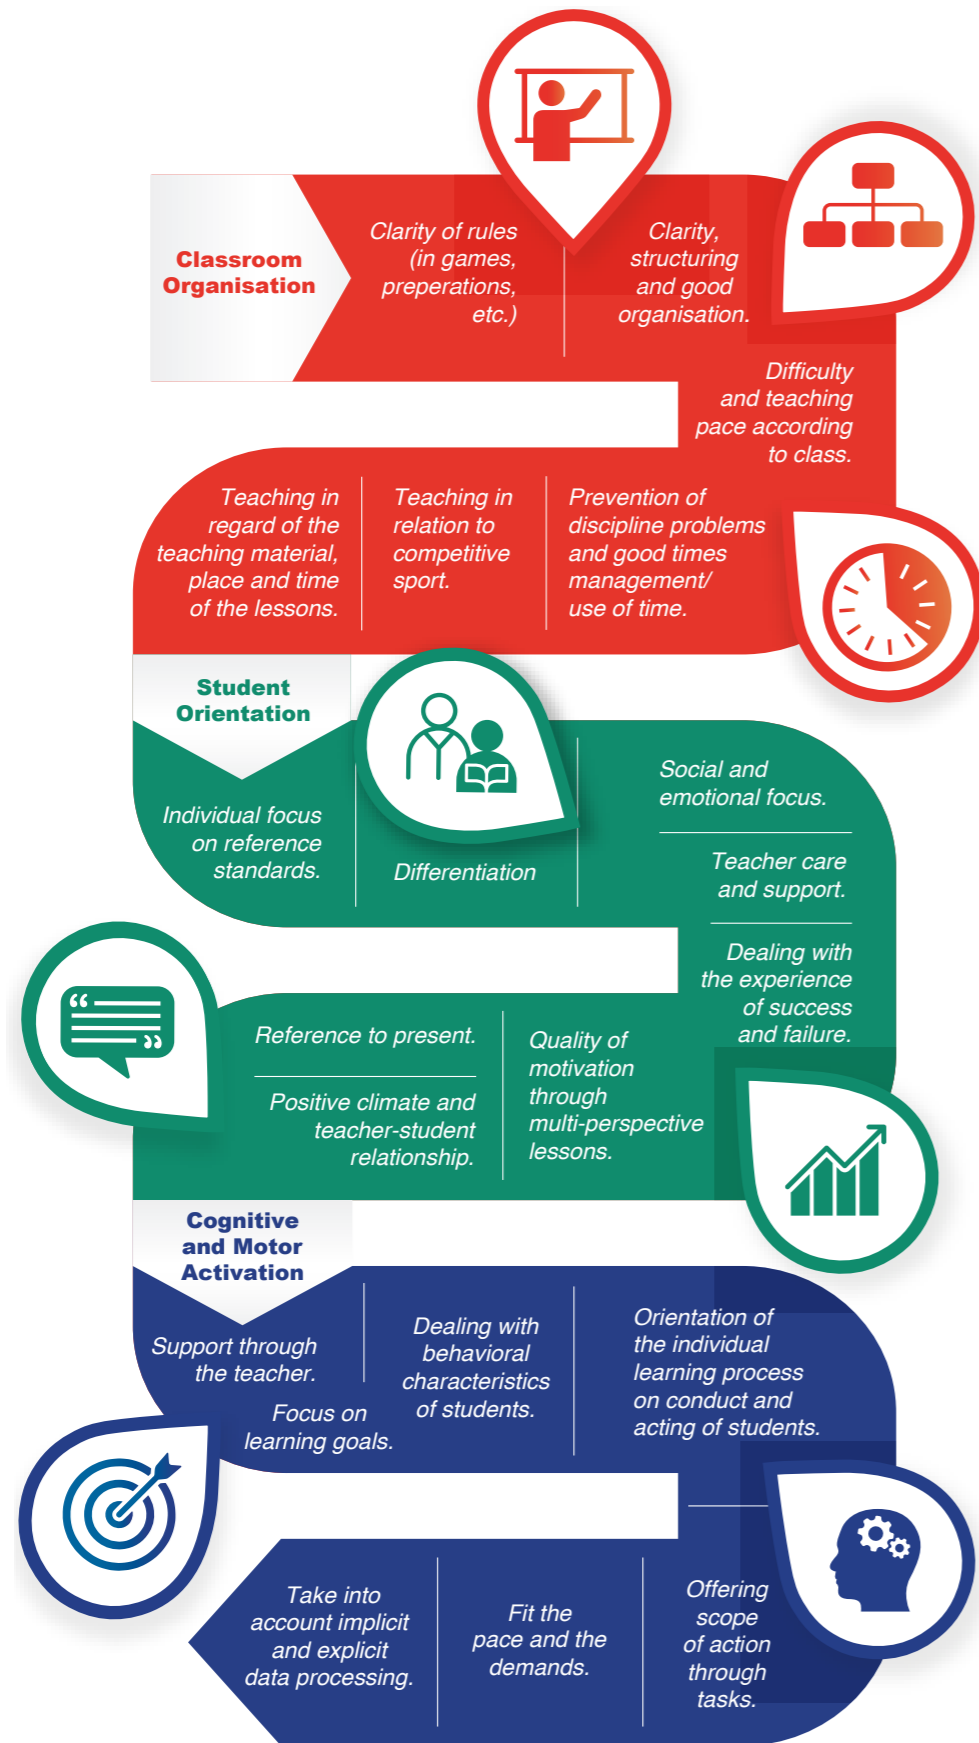 Classroom
Organisation
Clarity of rules
(in games,
preperations,
etc.)
Clarity,
structuring
and good
organisation.
Difficulty
and teaching
pace according
to class.
Prevention of
discipline problems
and good times
management/
use of time.
Teaching in
relation to
competitive
sport.
Teaching in
regard of the
teaching material,
place and time
of the lessons.
Student
Orientation
Individual focus
on reference
standards.
Differentiation
Social and
emotional focus.
Teacher care
and support.
Dealing with
the experience
of success
and failure.
Quality of
motivation
through
multi-perspective
lessons.
Reference to present.
Positive climate and
teacher-student
relationship.
Cognitive
and Motor
Activation
Support through
the teacher.
Focus on
learning goals.
Dealing with
behavioral
characteristics
of students.
Orientation of
the individual
learning process
on conduct and
acting of students.
Offering
scope
of action
through
tasks.
Fit the
pace and the
demands.
Take into
account implicit
and explicit
data processing.